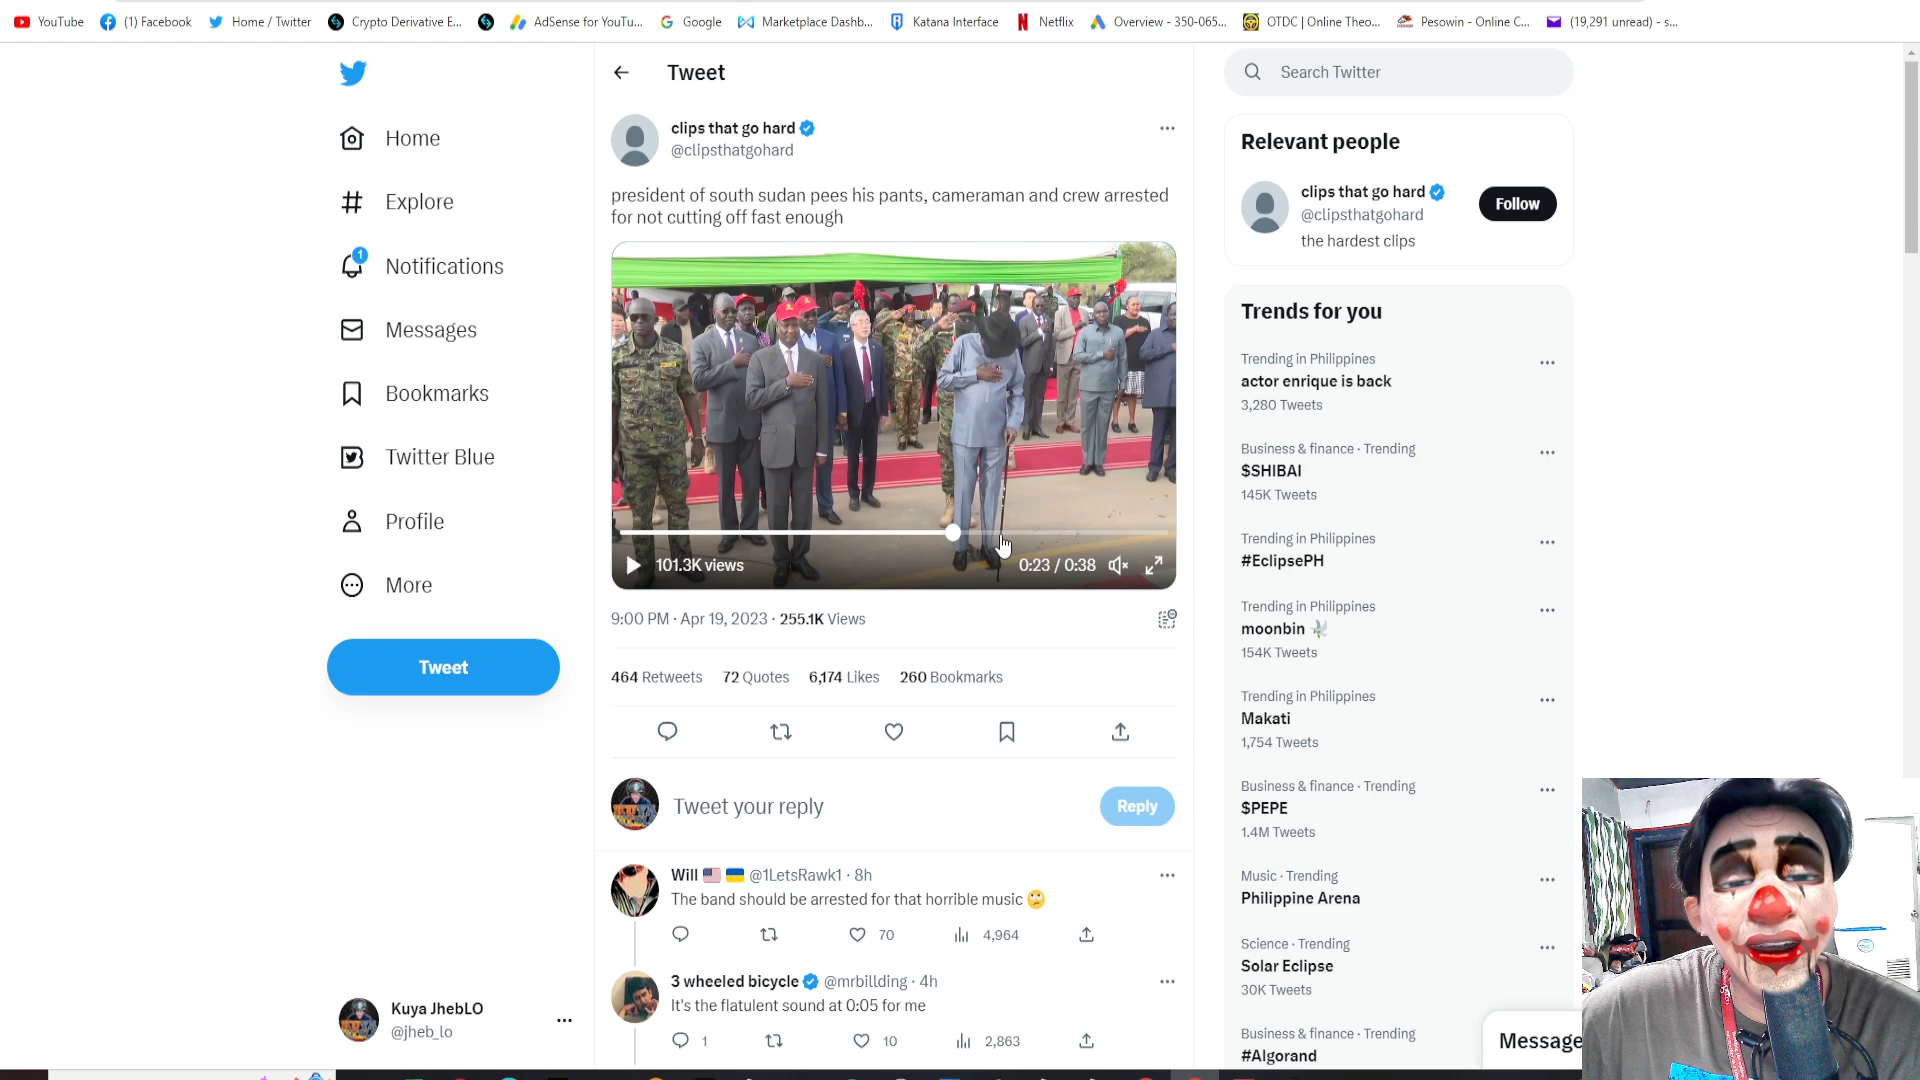 YouTube
(1) Facebook
Home / Twitter
Crypto Derivative E...
AdSense for YouTu...
Google
Marketplace Dashb...
Katana Interface
Netflix
Overview - 350-065...
OTDC | Online Theo...
Pesowin - Online C...
(19,291 unread) - s...
Home
Explore
1
Notifications
Messages
Bookmarks
Twitter Blue
Profile
More
Tweet
Kuya JhebLO
@jheb_lo
Tweet
clips that go hard
@clipsthatgohard
president of south sudan pees his pants, cameraman and crew arrested
for not cutting off fast enough
101.3K views
0:23 / 0:38
9:00 PM · Apr 19, 2023 · 255.1K Views
464 Retweets 72 Quotes 6,174 Likes 260 Bookmarks
Tweet your reply
Reply
Will 🇺🇸 🇺🇦 @1LetsRawk1 · 8h
The band should be arrested for that horrible music 🙄
70
4,964
3 wheeled bicycle @mrbillding · 4h
It's the flatulent sound at 0:05 for me
1
10
2,863
Search Twitter
Relevant people
clips that go hard
@clipsthatgohard
Follow
the hardest clips
Trends for you
Trending in Philippines
actor enrique is back
3,280 Tweets
Business & finance · Trending
$SHIBAI
145K Tweets
Trending in Philippines
#EclipsePH
Trending in Philippines
moonbin 🕊
154K Tweets
Trending in Philippines
Makati
1,754 Tweets
Business & finance · Trending
$PEPE
1.4M Tweets
Music · Trending
Philippine Arena
Science · Trending
Solar Eclipse
30K Tweets
Business & finance · Trending
#Algorand
Message